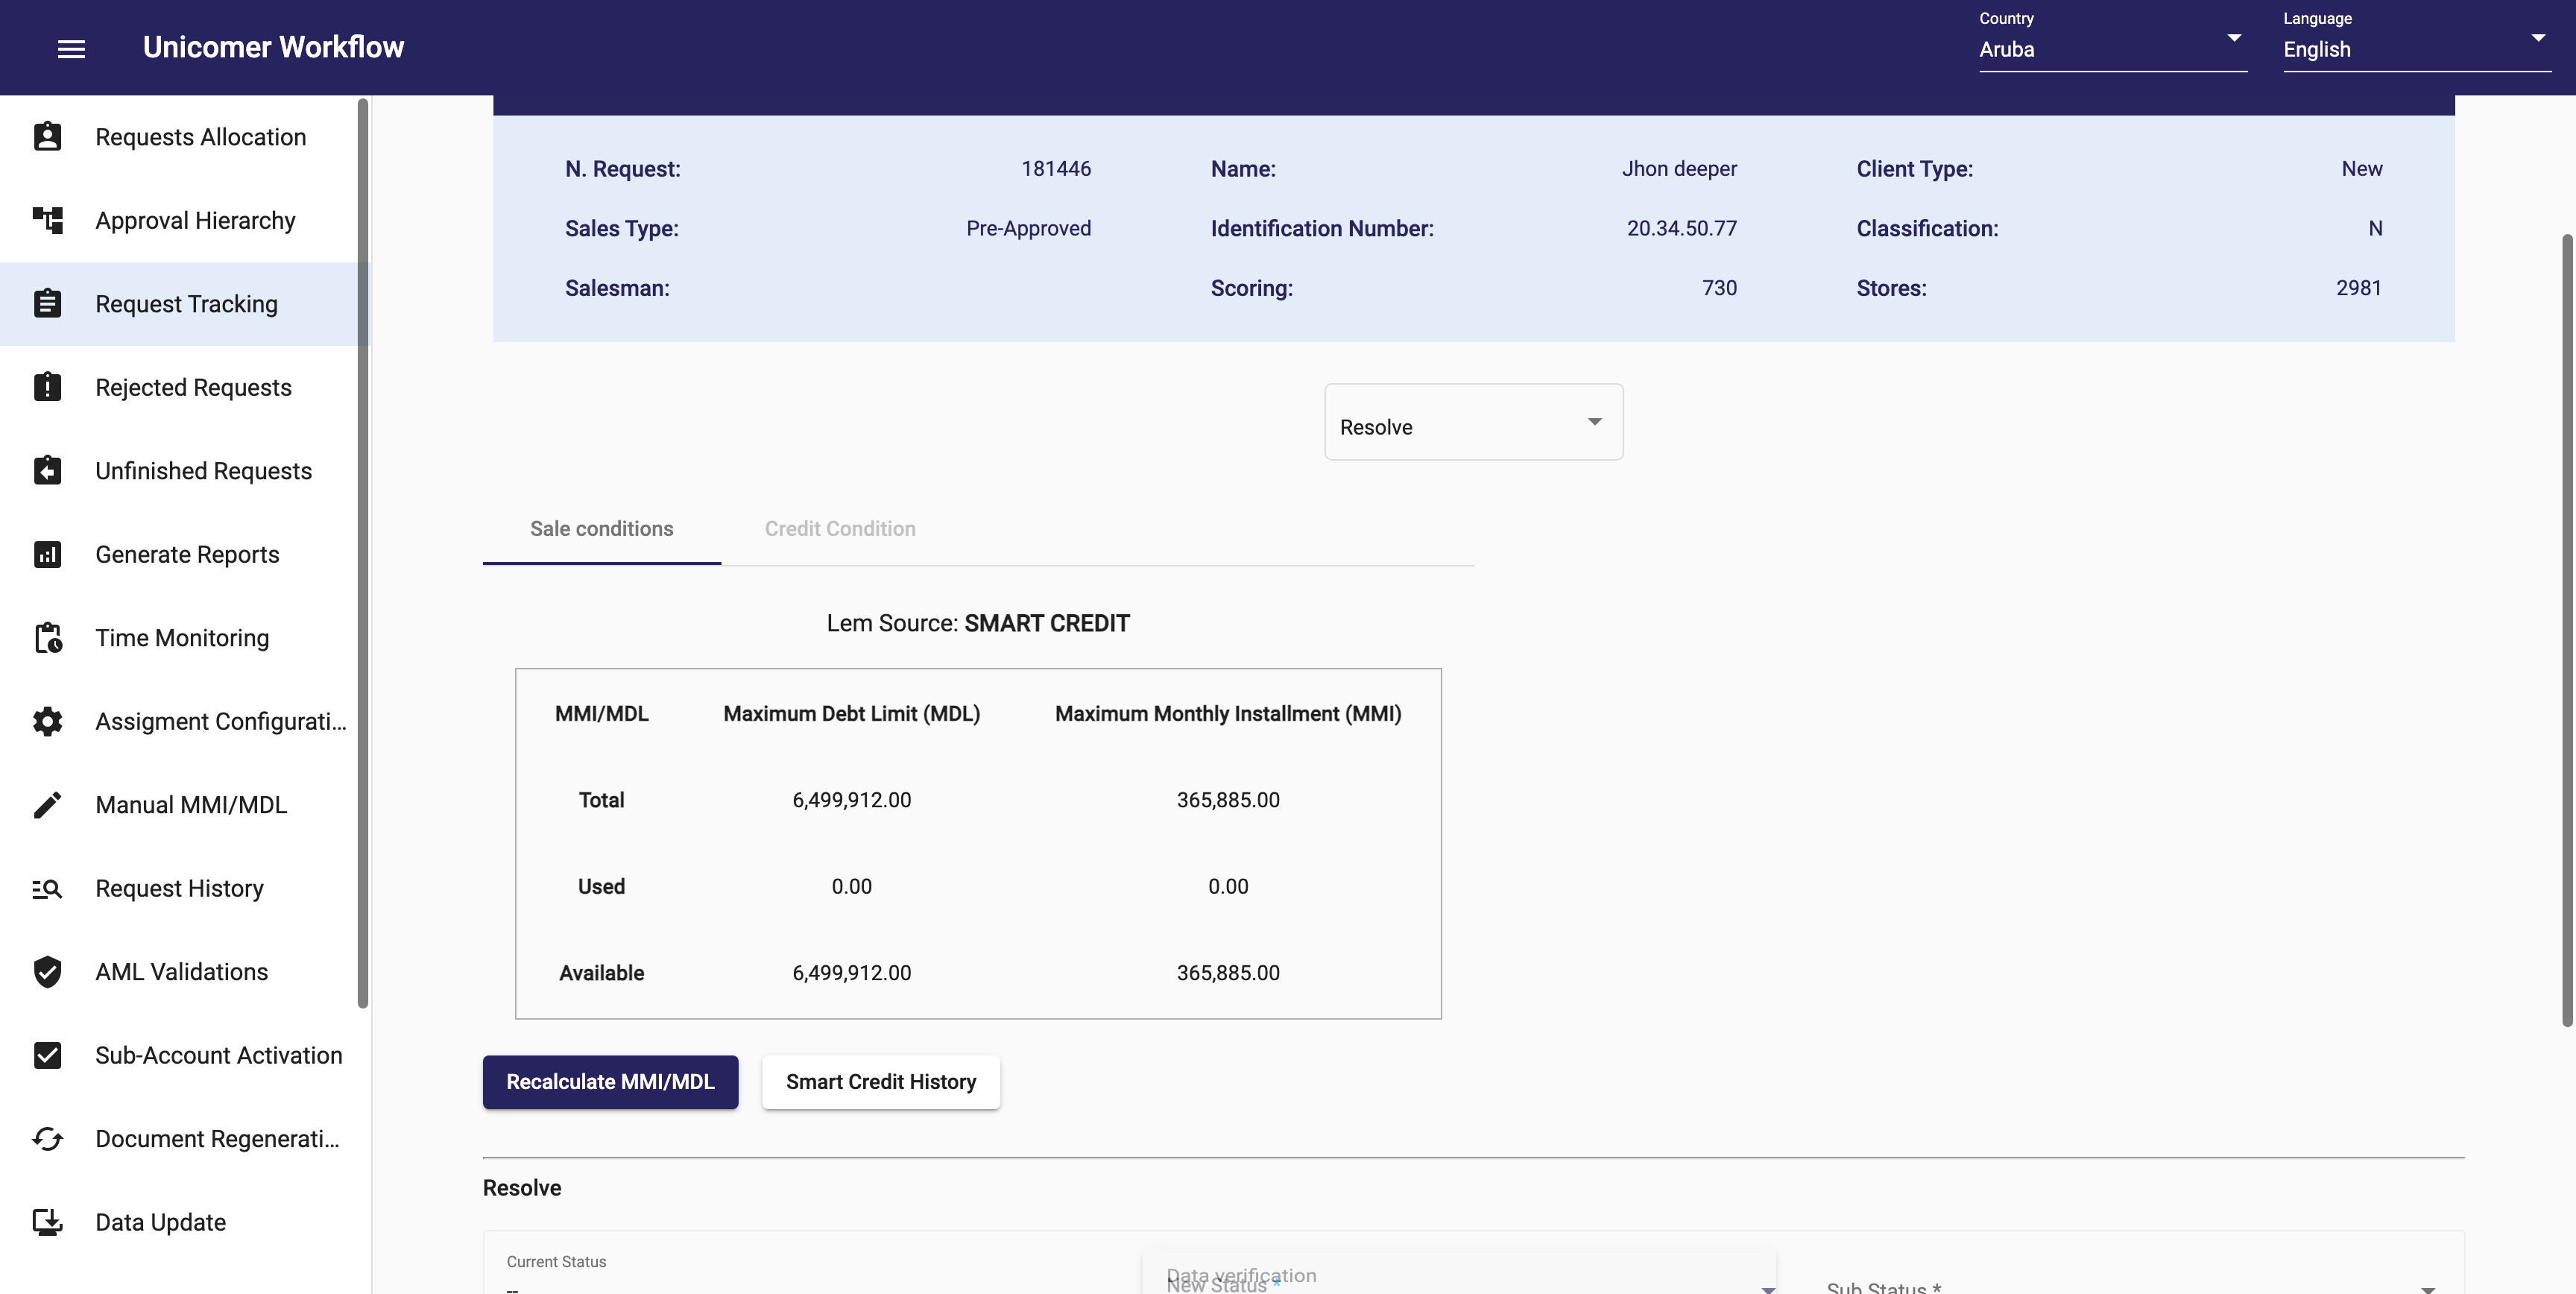 Unicomer Workflow
Country
Aruba
Language
English
Requests Allocation
Approval Hierarchy
Request Tracking
Rejected Requests
Unfinished Requests
Generate Reports
Time Monitoring
Assigment Configurati...
Manual MMI/MDL
Request History
AML Validations
Sub-Account Activation
Document Regenerati...
Data Update
N. Request: 181446 Name: Jhon deeper Client Type: New
Sales Type: Pre-Approved Identification Number: 20.34.50.77 Classification: N
Salesman: Scoring: 730 Stores: 2981
Resolve
Sale conditions Credit Condition
Lem Source: SMART CREDIT
MMI/MDL Maximum Debt Limit (MDL) Maximum Monthly Installment (MMI)
Total 6,499,912.00 365,885.00
Used 0.00 0.00
Available 6,499,912.00 365,885.00
Recalculate MMI/MDL Smart Credit History
Resolve
Current Status
--
Data verification
New Status *
Sub Status *